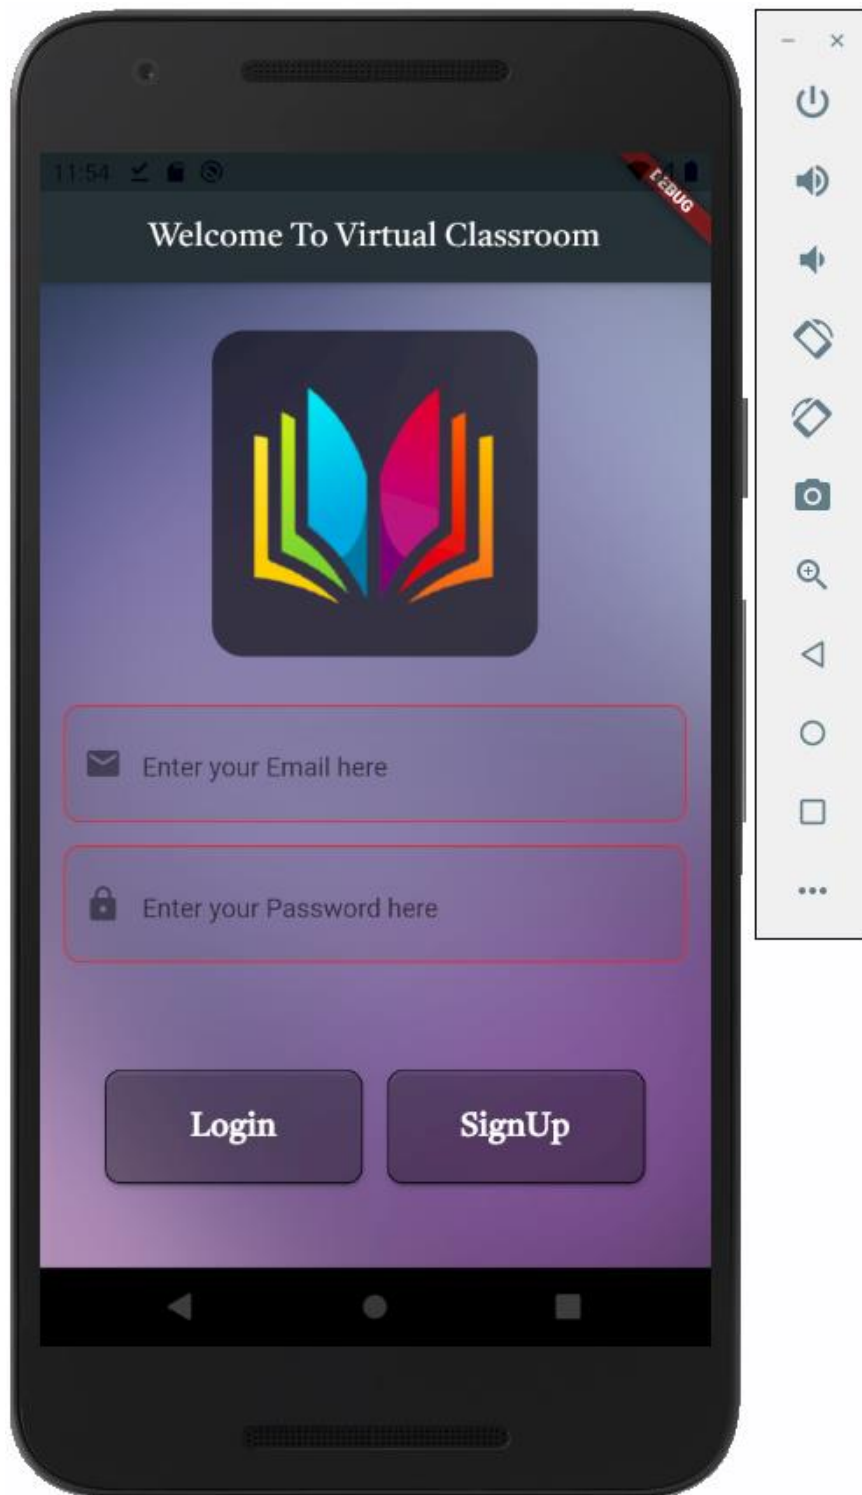 11:54
DEBUG
Welcome To Virtual Classroom
Enter your Email here
Enter your Password here
Login
SignUp